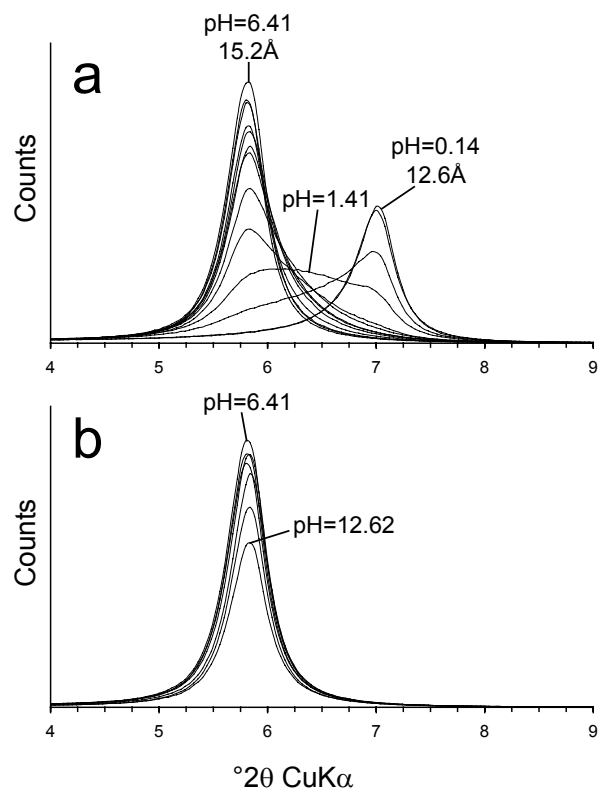 a
pH=6.41
15.2Å
pH=0.14
12.6Å
pH=1.41
Counts
4 5 6 7 8 9
b
pH=6.41
pH=12.62
Counts
4 5 6 7 8 9
°2θ CuKα